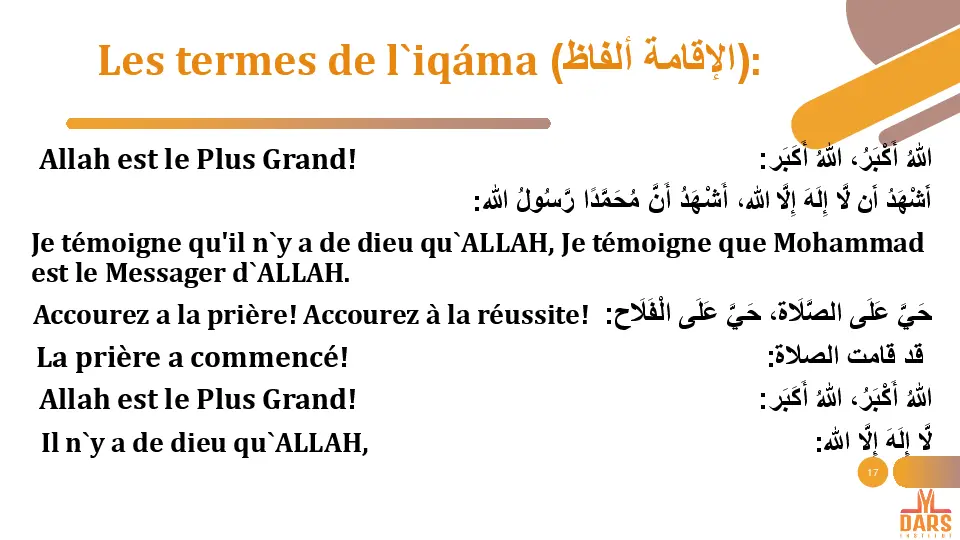 Les termes de l`iqáma (الإقامة ألفاظ):
Allah est le Plus Grand! اللهُ أَكْبَرُ، اللهُ أَكَبَر:
أَشْهَدُ أَن لَّا إِلَهَ إِلَّا الله، أَشْهَدُ أَنَّ مُحَمَّدًا رَّسُولُ الله:
Je témoigne qu'il n`y a de dieu qu`ALLAH, Je témoigne que Mohammad
est le Messager d`ALLAH.
Accourez a la prière! Accourez à la réussite! حَيَّ عَلَى الصَّلَاة، حَيَّ عَلَى الْفَلَاح:
La prière a commencé! قد قامت الصلاة:
Allah est le Plus Grand! اللهُ أَكْبَرُ، اللهُ أَكَبَر:
Il n`y a de dieu qu`ALLAH, لَّا إِلَهَ إِلَّا الله:
17
DARS
INSTITUT